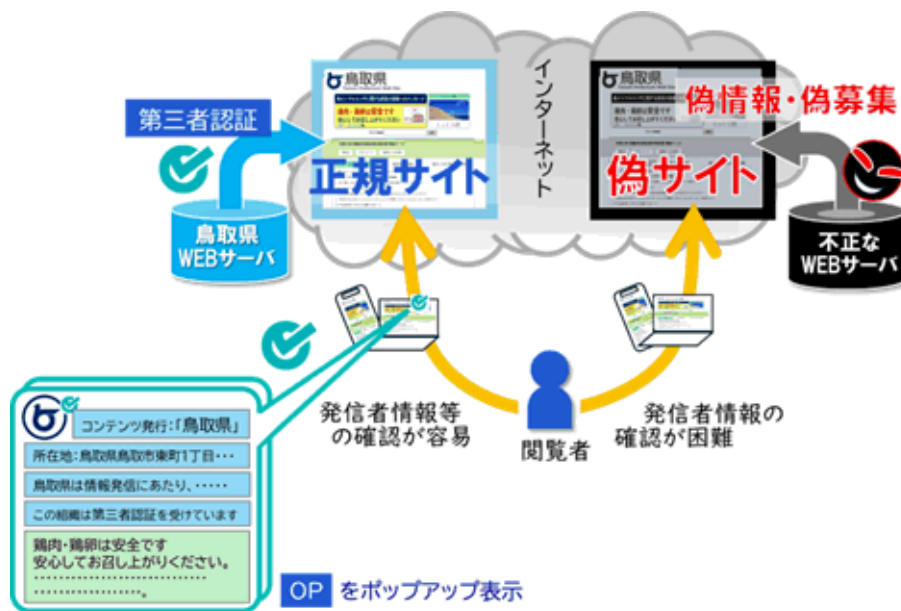 インターネット
鳥取県
鳥取県
第三者認証
偽情報・偽募集
正規サイト
偽サイト
鳥取県
WEBサーバ
不正な
WEBサーバ
発信者情報等
の確認が容易
発信者情報の
確認が困難
閲覧者
コンテンツ発行:「鳥取県」
所在地:鳥取県鳥取市東町1丁目・・・
鳥取県は情報発信にあたり、・・・・・
この組織は第三者認証を受けています
鶏肉・鶏卵は安全です
安心してお召し上がりください。
・・・・・・・・・・・・・・・・・・・・・・・・・・・・
・・・・・・・・・・・・・・・・・・。
OP をポップアップ表示